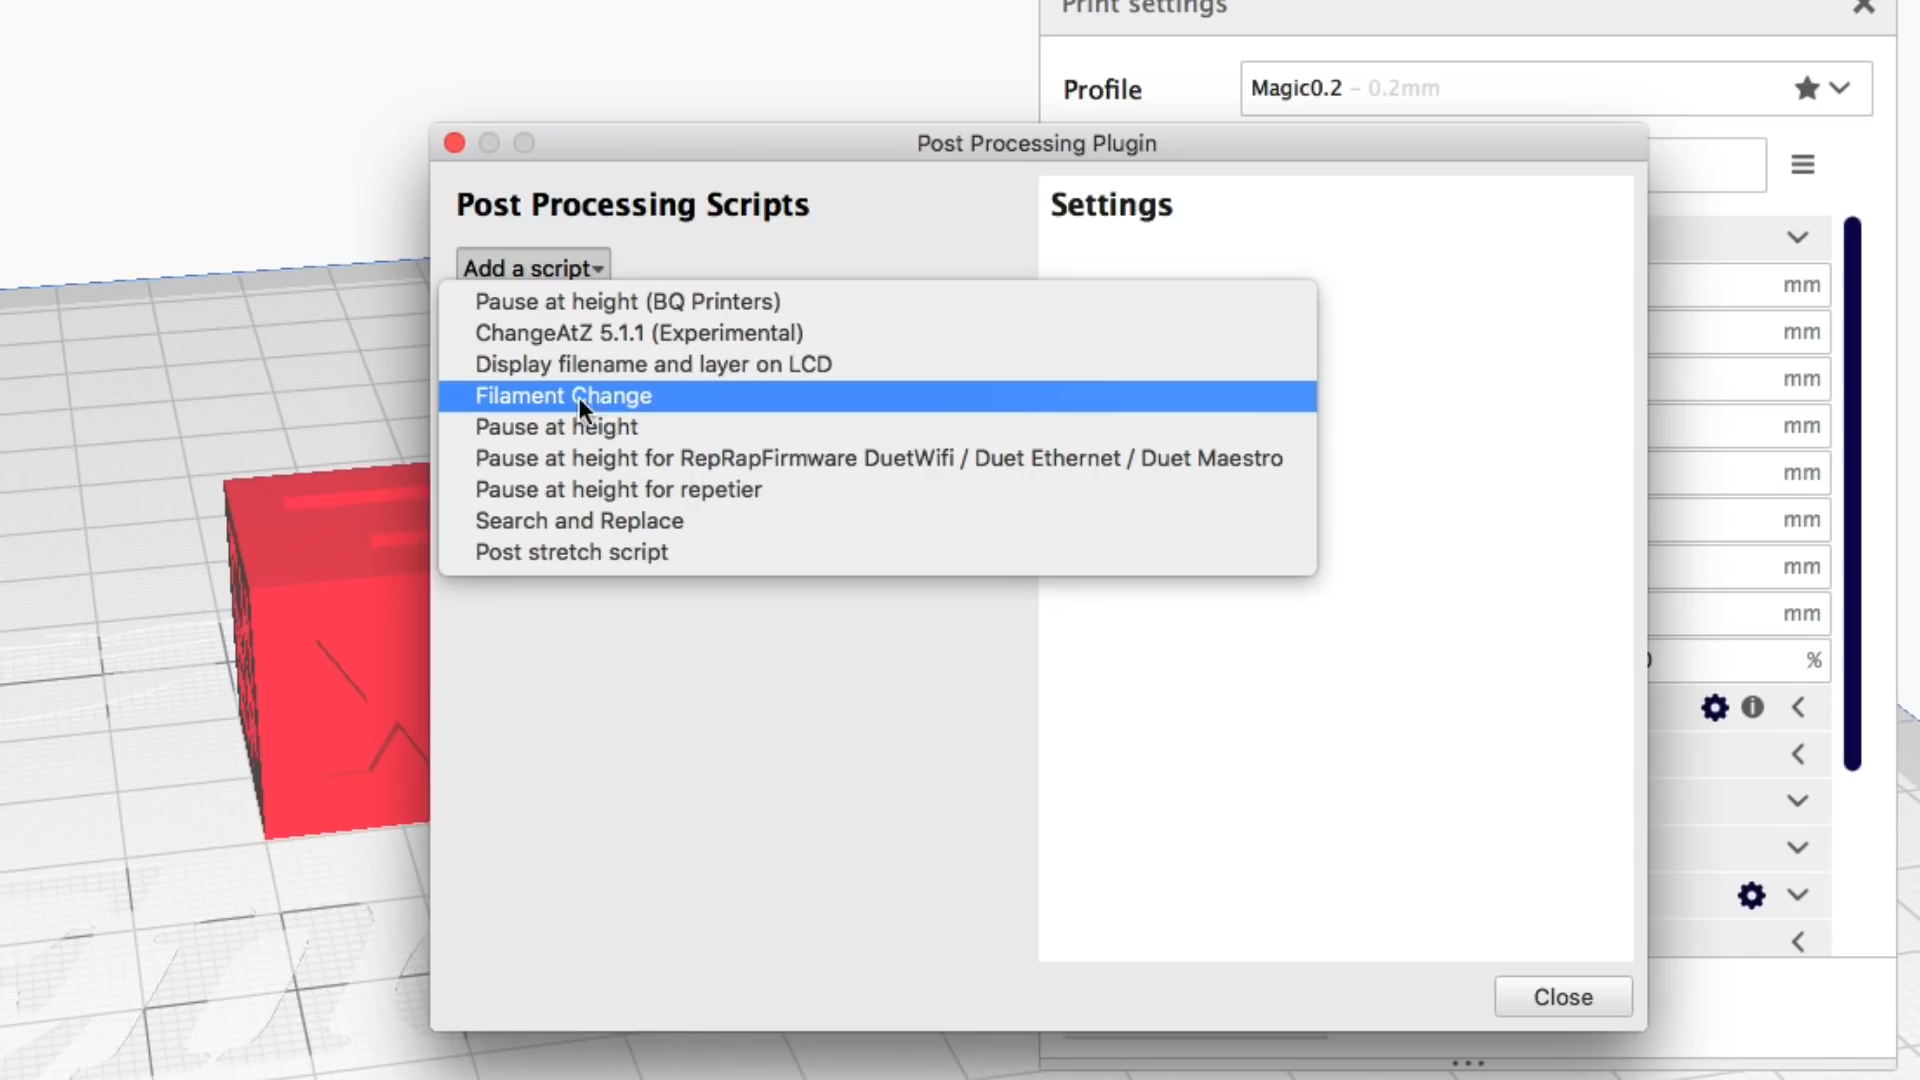 Print settings
Profile
Magic0.2 – 0.2mm
Post Processing Plugin
Post Processing Scripts
Settings
Add a script
Pause at height (BQ Printers)
ChangeAtZ 5.1.1 (Experimental)
Display filename and layer on LCD
Filament Change
Pause at height
Pause at height for RepRapFirmware DuetWifi / Duet Ethernet / Duet Maestro
Pause at height for repetier
Search and Replace
Post stretch script
mm
mm
mm
mm
mm
mm
mm
mm
%
Close